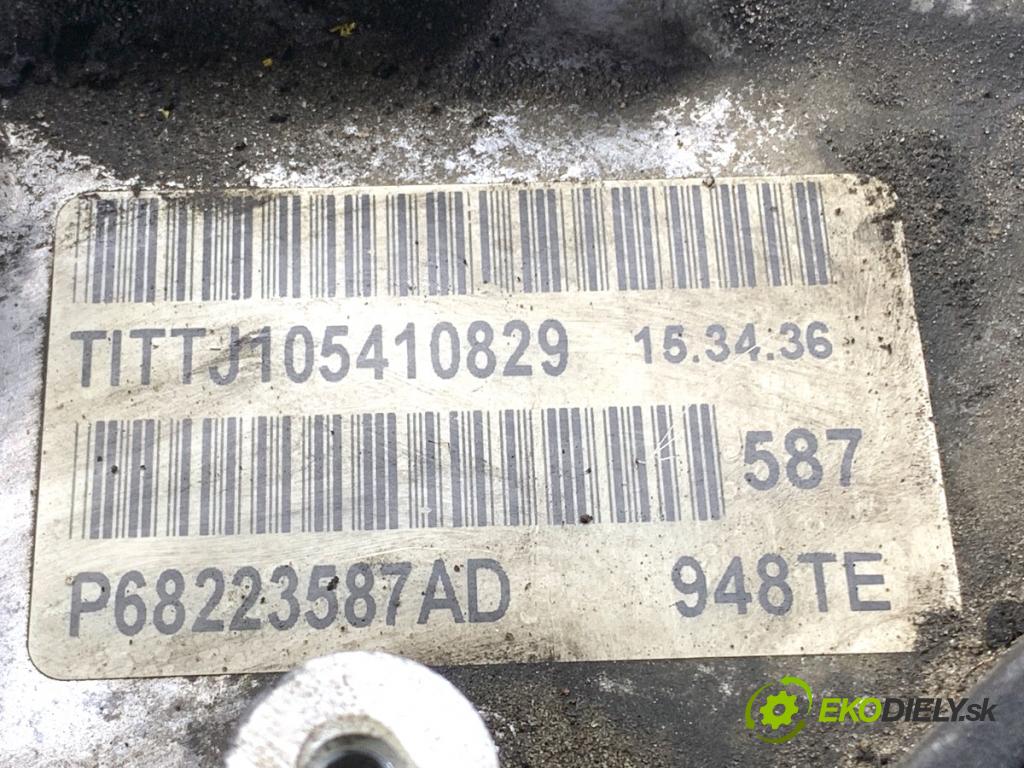 TITTJ105410829 15.34.36
587
P68223587AD 948TE
EKODIELY.sk